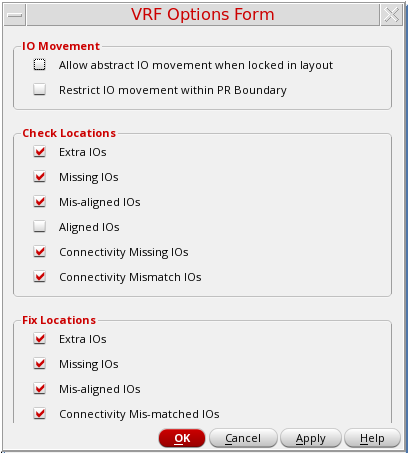 VRF Options Form
IO Movement
Allow abstract IO movement when locked in layout
Restrict IO movement within PR Boundary
Check Locations
Extra IOs
Missing IOs
Mis-aligned IOs
Aligned IOs
Connectivity Missing IOs
Connectivity Mismatch IOs
Fix Locations
Extra IOs
Missing IOs
Mis-aligned IOs
Connectivity Mis-matched IOs
OK Cancel Apply Help